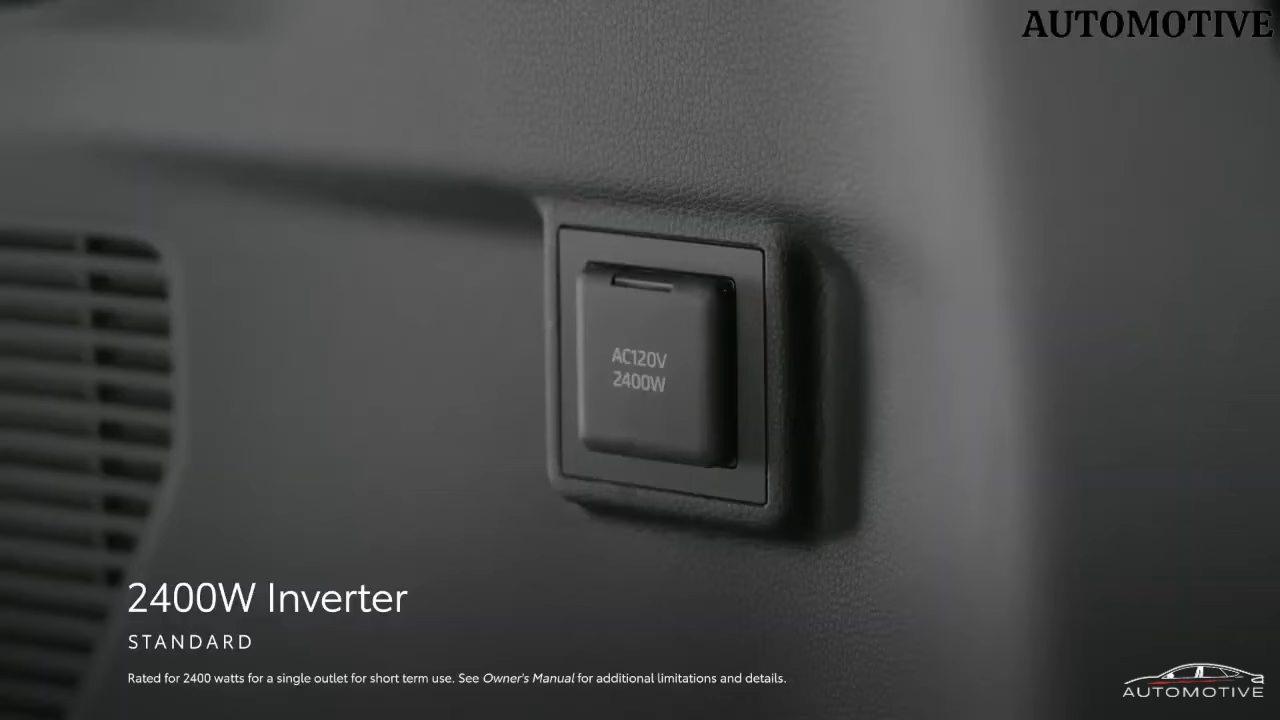 AUTOMOTIVE
AC120V
2400W
2400W Inverter
STANDARD
Rated for 2400 watts for a single outlet for short term use. See Owner's Manual for additional limitations and details.
AUTOMOTIVE